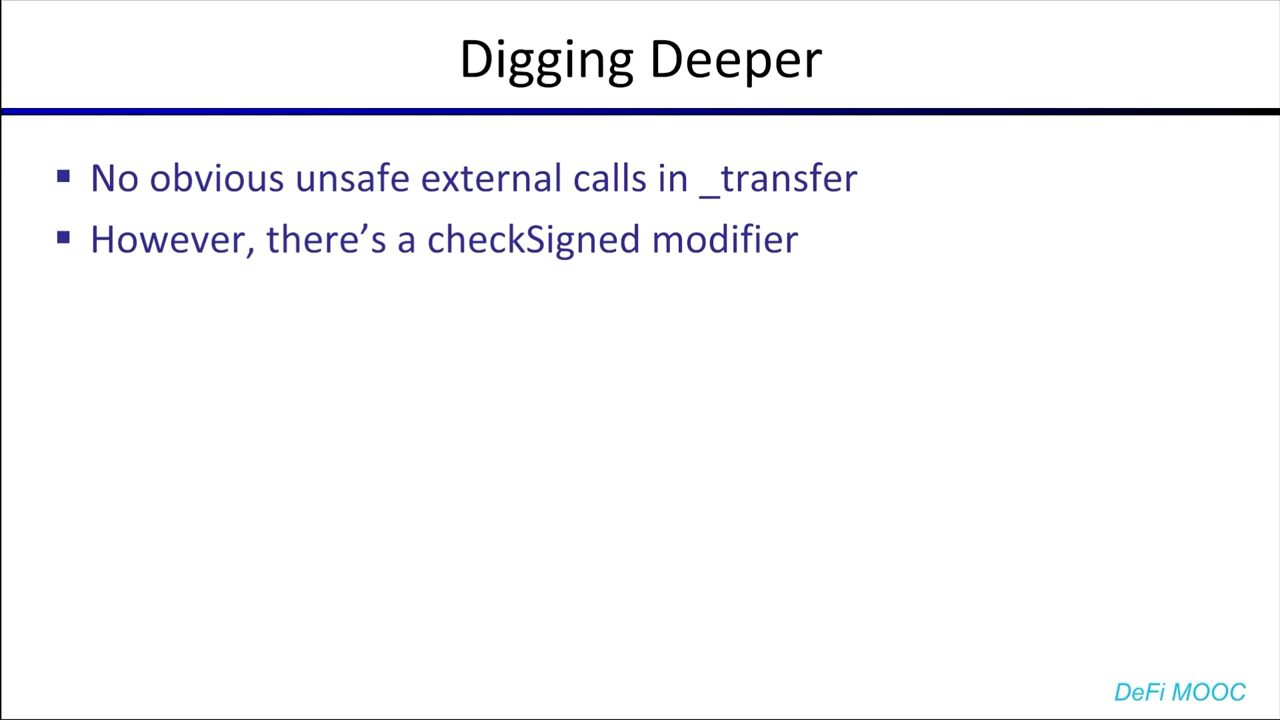 Digging Deeper
▪ No obvious unsafe external calls in _transfer
▪ However, there’s a checkSigned modifier
DeFi MOOC